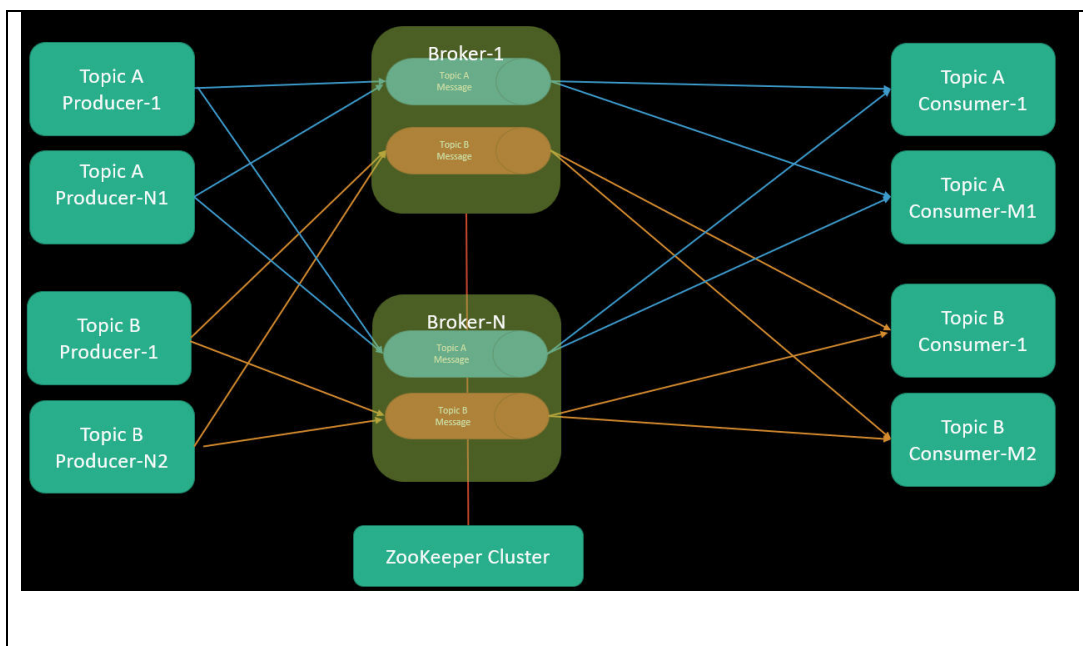 Topic A
Producer-1
Topic A
Producer-N1
Topic B
Producer-1
Topic B
Producer-N2
Broker-1
Topic A
Message
Topic B
Message
Broker-N
Topic A
Message
Topic B
Message
ZooKeeper Cluster
Topic A
Consumer-1
Topic A
Consumer-M1
Topic B
Consumer-1
Topic B
Consumer-M2